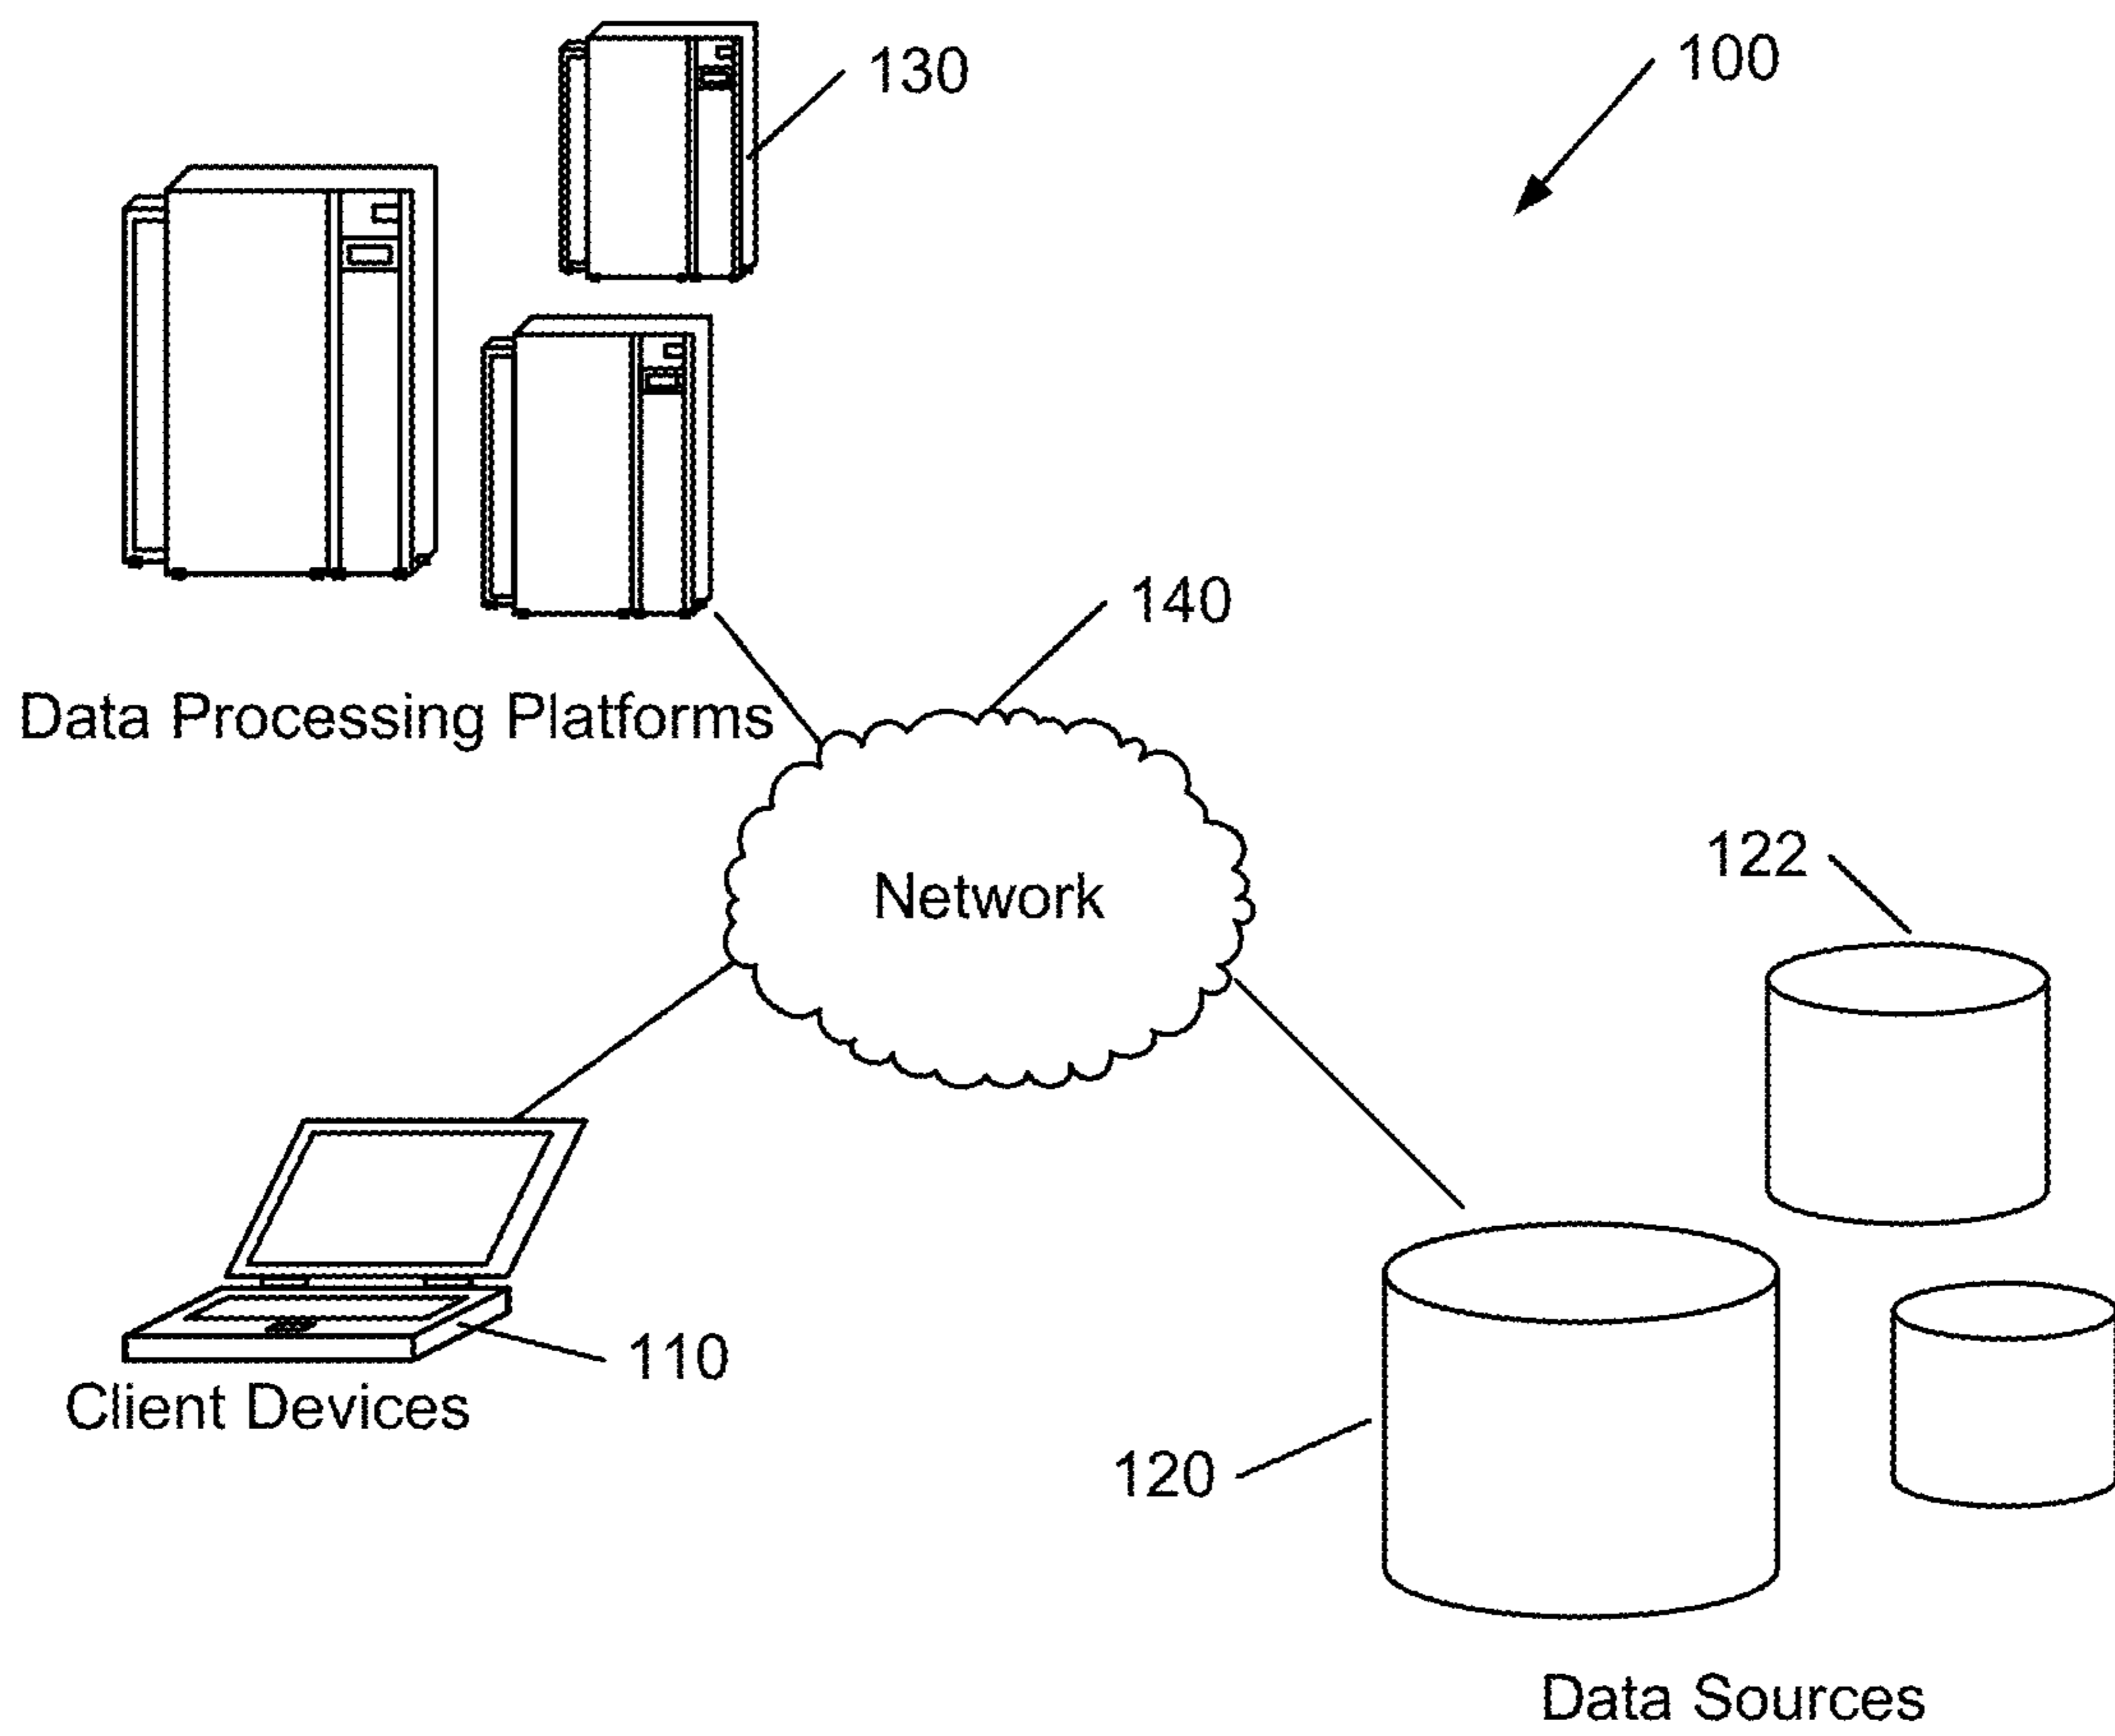 130
100
140
Data Processing Platforms
122
Network
110
Client Devices
120
Data Sources